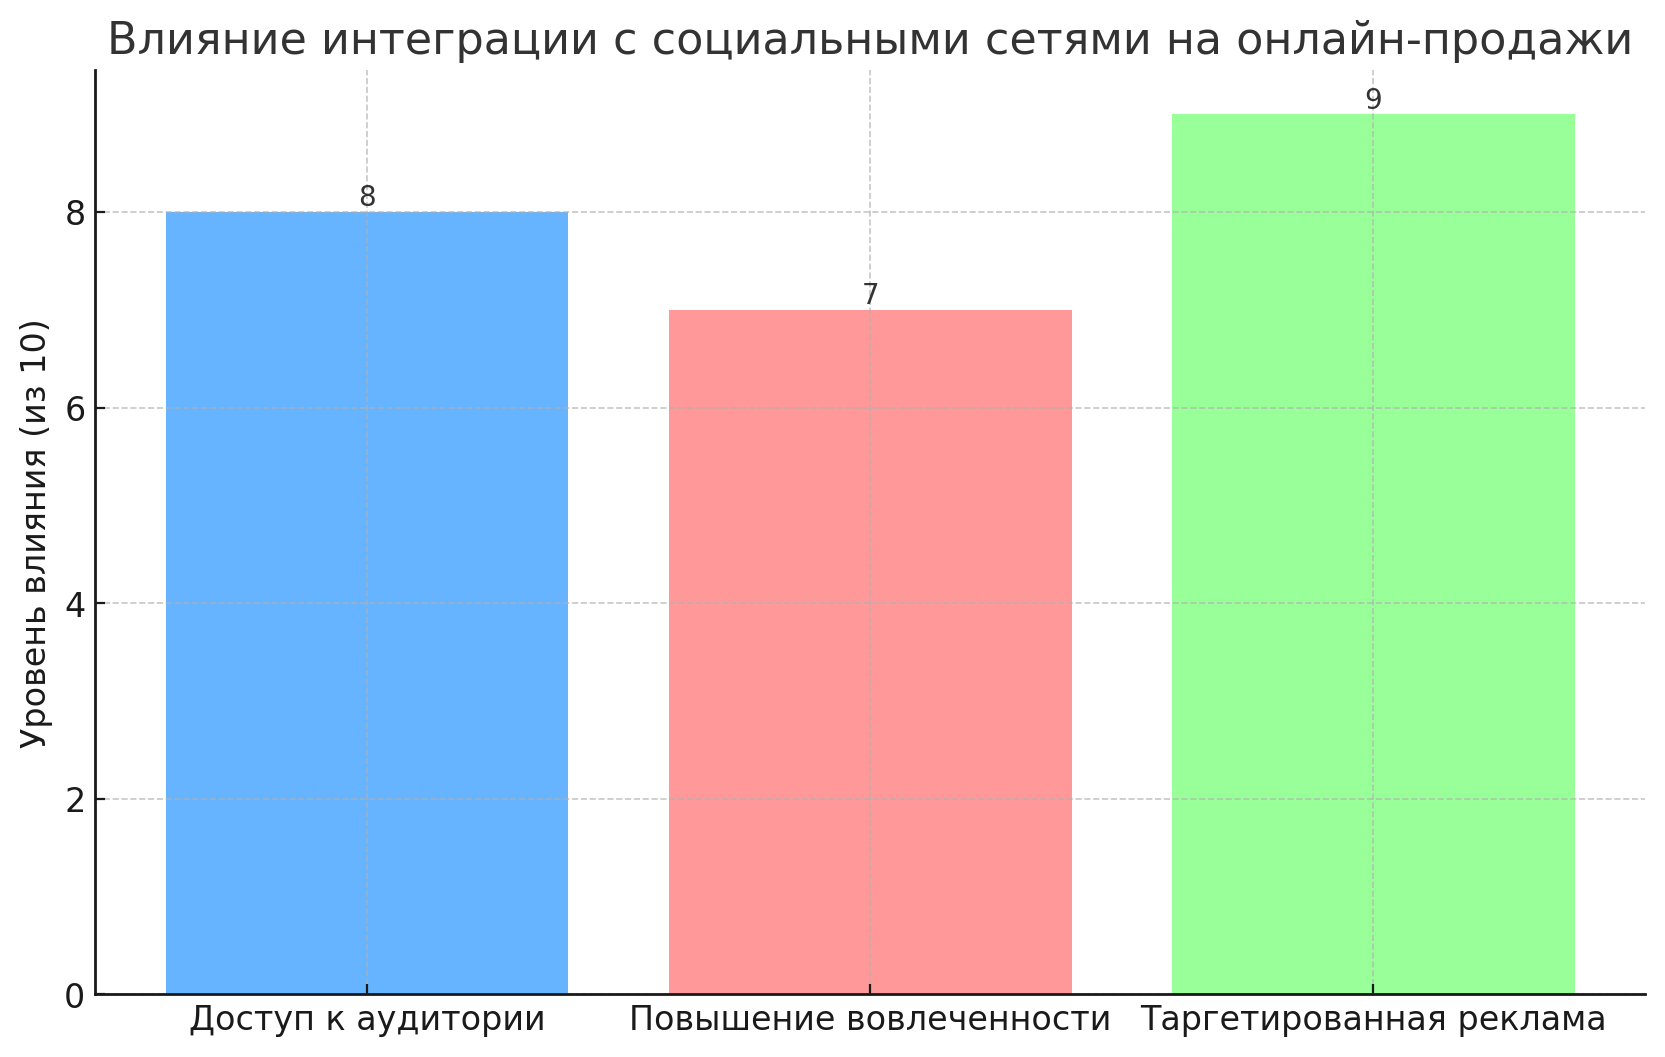 Влияние интеграции с социальными сетями на онлайн-продажи
Уровень влияния (из 10)
8
6
4
2
0
8
7
9
Доступ к аудитории
Повышение вовлеченности
Таргетированная реклама